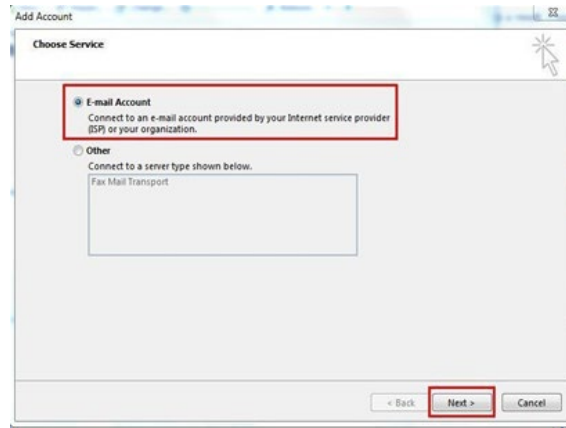 Add Account
Choose Service
E-mail Account
Connect to an e-mail account provided by your Internet service provider
(ISP) or your organization.
Other
Connect to a server type shown below.
Fax Mail Transport
< Back Next > Cancel